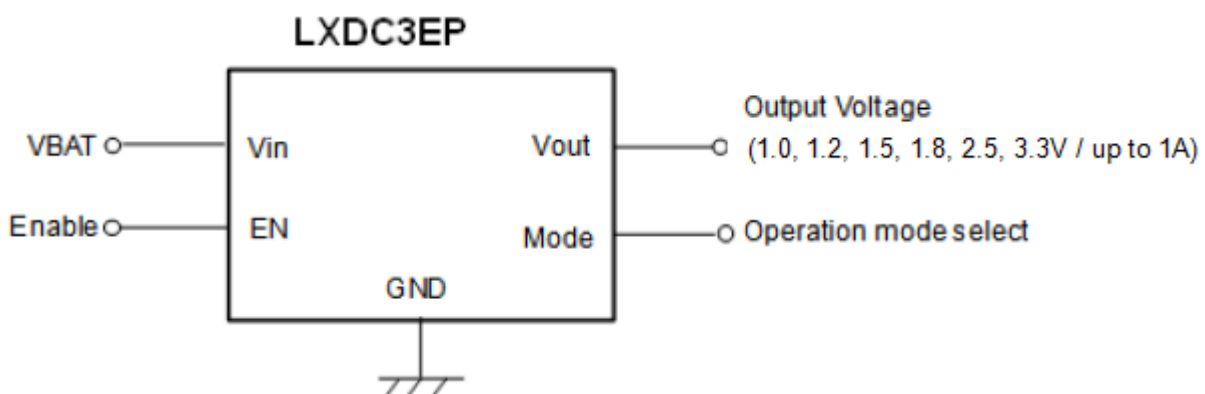 LXDC3EP
VBAT
Vin
Vout
Output Voltage
(1.0, 1.2, 1.5, 1.8, 2.5, 3.3V / up to 1A)
Enable
EN
Mode
Operation mode select
GND